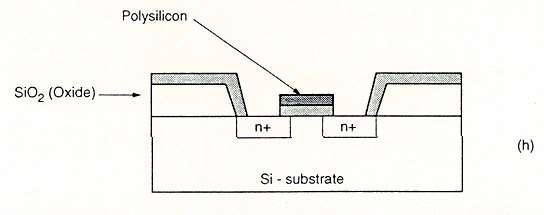 Polysilicon
SiO2 (Oxide)
n+
n+
(h)
Si - substrate